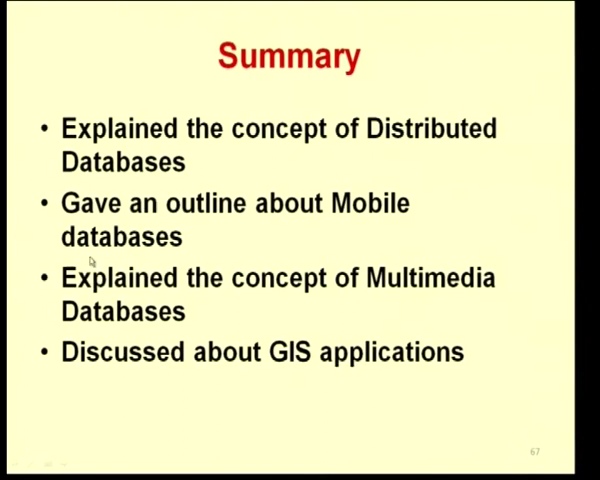 Summary
• Explained the concept of Distributed
Databases
• Gave an outline about Mobile
databases
• Explained the concept of Multimedia
Databases
• Discussed about GIS applications
67